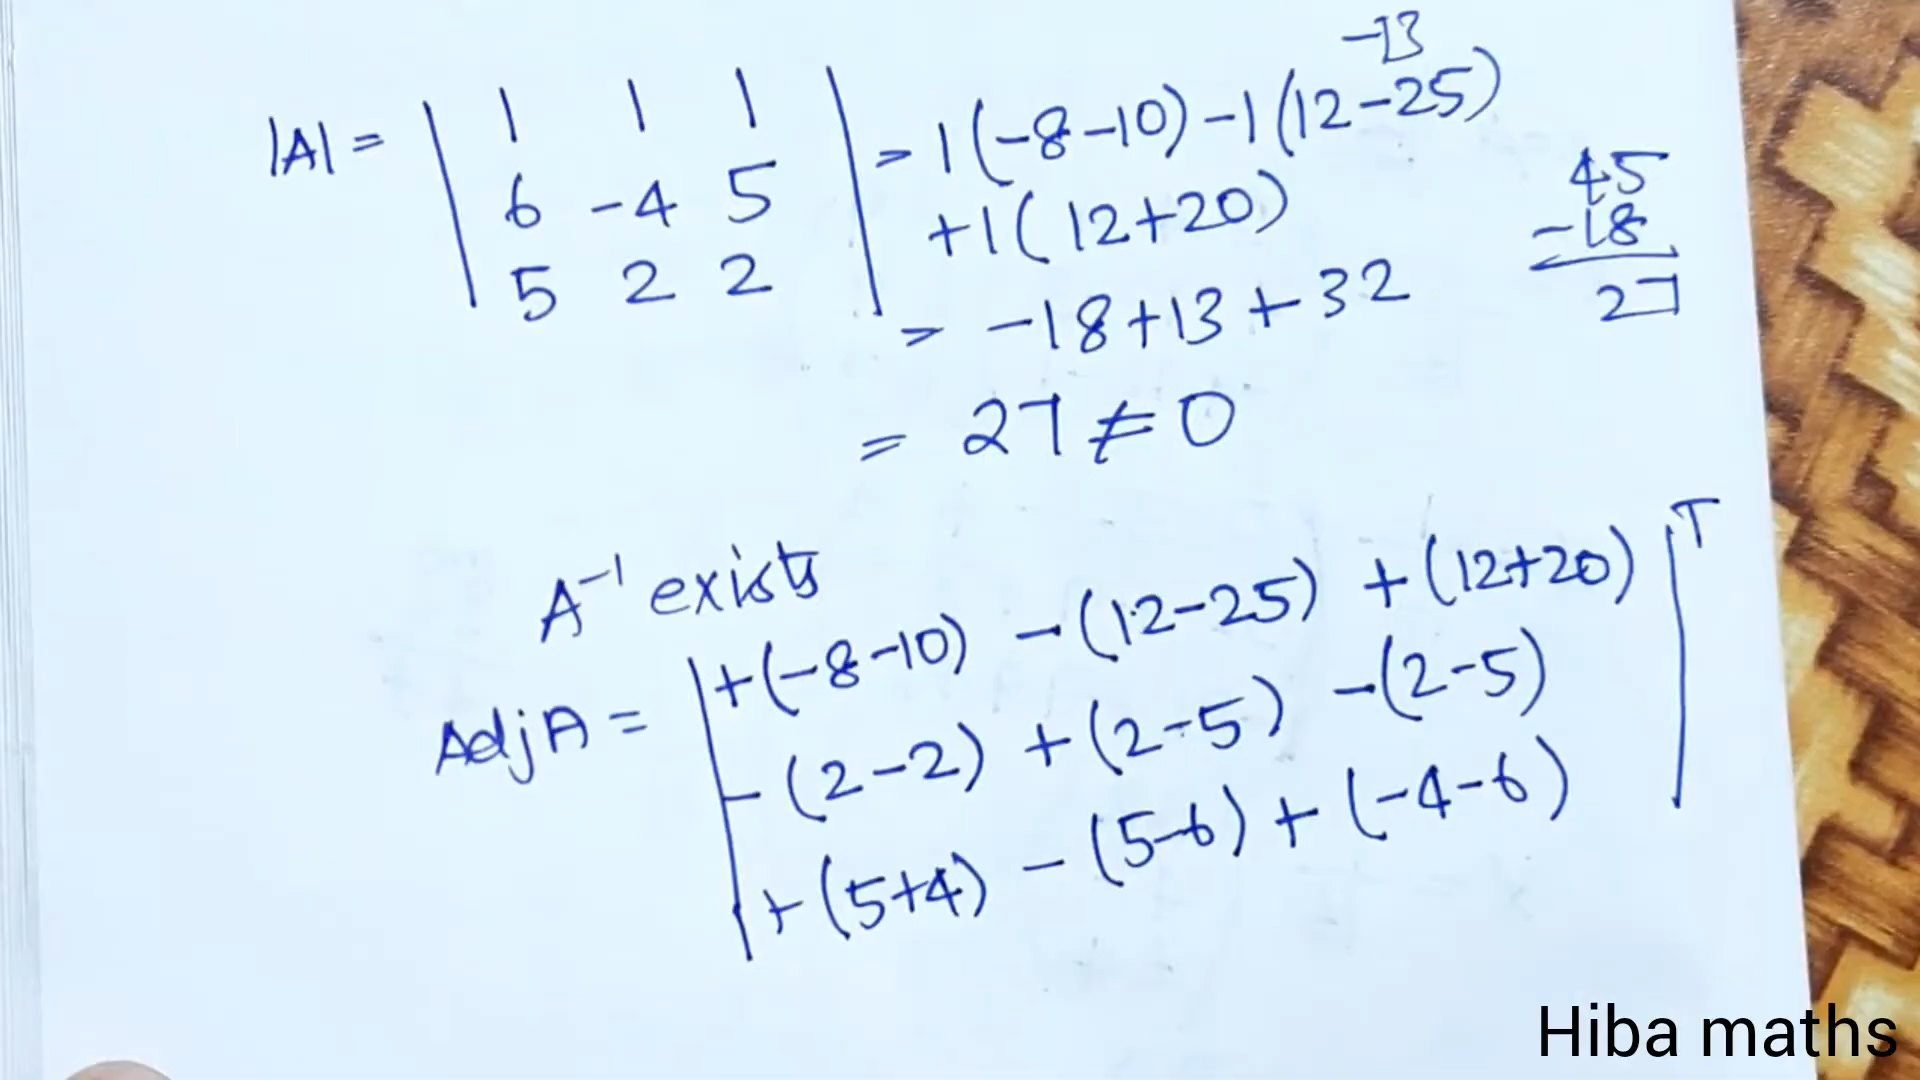 -13
|A| = | 1 1 1 | = 1(-8-10) -1(12-25)
| 6 -4 5 | +1(12+20)
| 5 2 2 | = -18+13+32
= 27 ≠ 0
45
-18
27
A⁻¹ exists
AdjA = | +(-8-10) -(12-25) +(12+20) |ᵀ
-(2-2) +(2-5) -(2-5)
+(5+4) -(5-6) +(-4-6)
Hiba maths